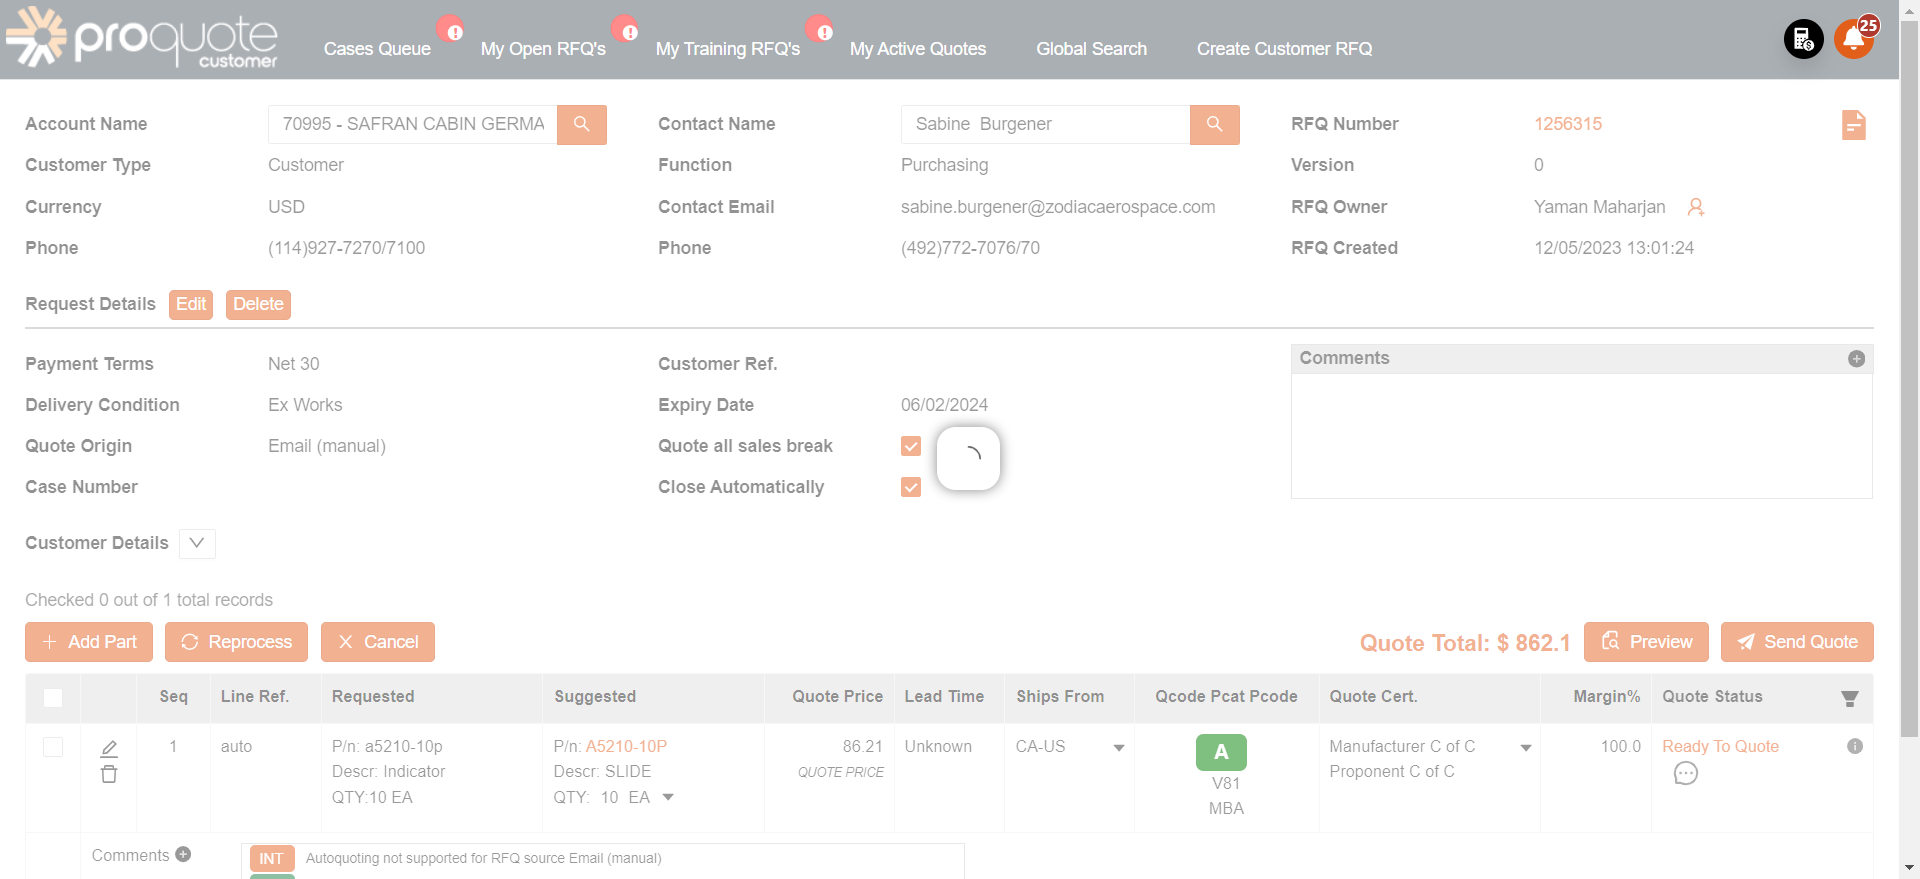 proquote
customer
Cases Queue
My Open RFQ's
My Training RFQ's
My Active Quotes
Global Search
Create Customer RFQ
25
Account Name
70995 - SAFRAN CABIN GERMA
Contact Name
Sabine Burgener
RFQ Number
1256315
Customer Type
Customer
Function
Purchasing
Version
0
Currency
USD
Contact Email
sabine.burgener@zodiacaerospace.com
RFQ Owner
Yaman Maharjan
Phone
(114)927-7270/7100
Phone
(492)772-7076/70
RFQ Created
12/05/2023 13:01:24
Request Details
Edit
Delete
Payment Terms
Net 30
Customer Ref.
Comments
Delivery Condition
Ex Works
Expiry Date
06/02/2024
Quote Origin
Email (manual)
Quote all sales break
Case Number
Close Automatically
Customer Details
Checked 0 out of 1 total records
Add Part
Reprocess
Cancel
Quote Total: $ 862.1
Preview
Send Quote
Seq
Line Ref.
Requested
Suggested
Quote Price
Lead Time
Ships From
Qcode Pcat Pcode
Quote Cert.
Margin%
Quote Status
1
auto
P/n: a5210-10p
Descr: Indicator
QTY:10 EA
P/n: A5210-10P
Descr: SLIDE
QTY: 10 EA
86.21
QUOTE PRICE
Unknown
CA-US
A
V81
MBA
Manufacturer C of C
Proponent C of C
100.0
Ready To Quote
Comments
INT
Autoquoting not supported for RFQ source Email (manual)